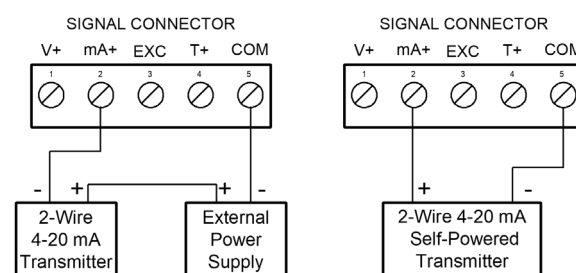 SIGNAL CONNECTOR
V+ mA+ EXC T+ COM
1 2 3 4 5
- + + -
2-Wire
4-20 mA
Transmitter
External
Power
Supply
SIGNAL CONNECTOR
V+ mA+ EXC T+ COM
1 2 3 4 5
+ -
2-Wire 4-20 mA
Self-Powered
Transmitter